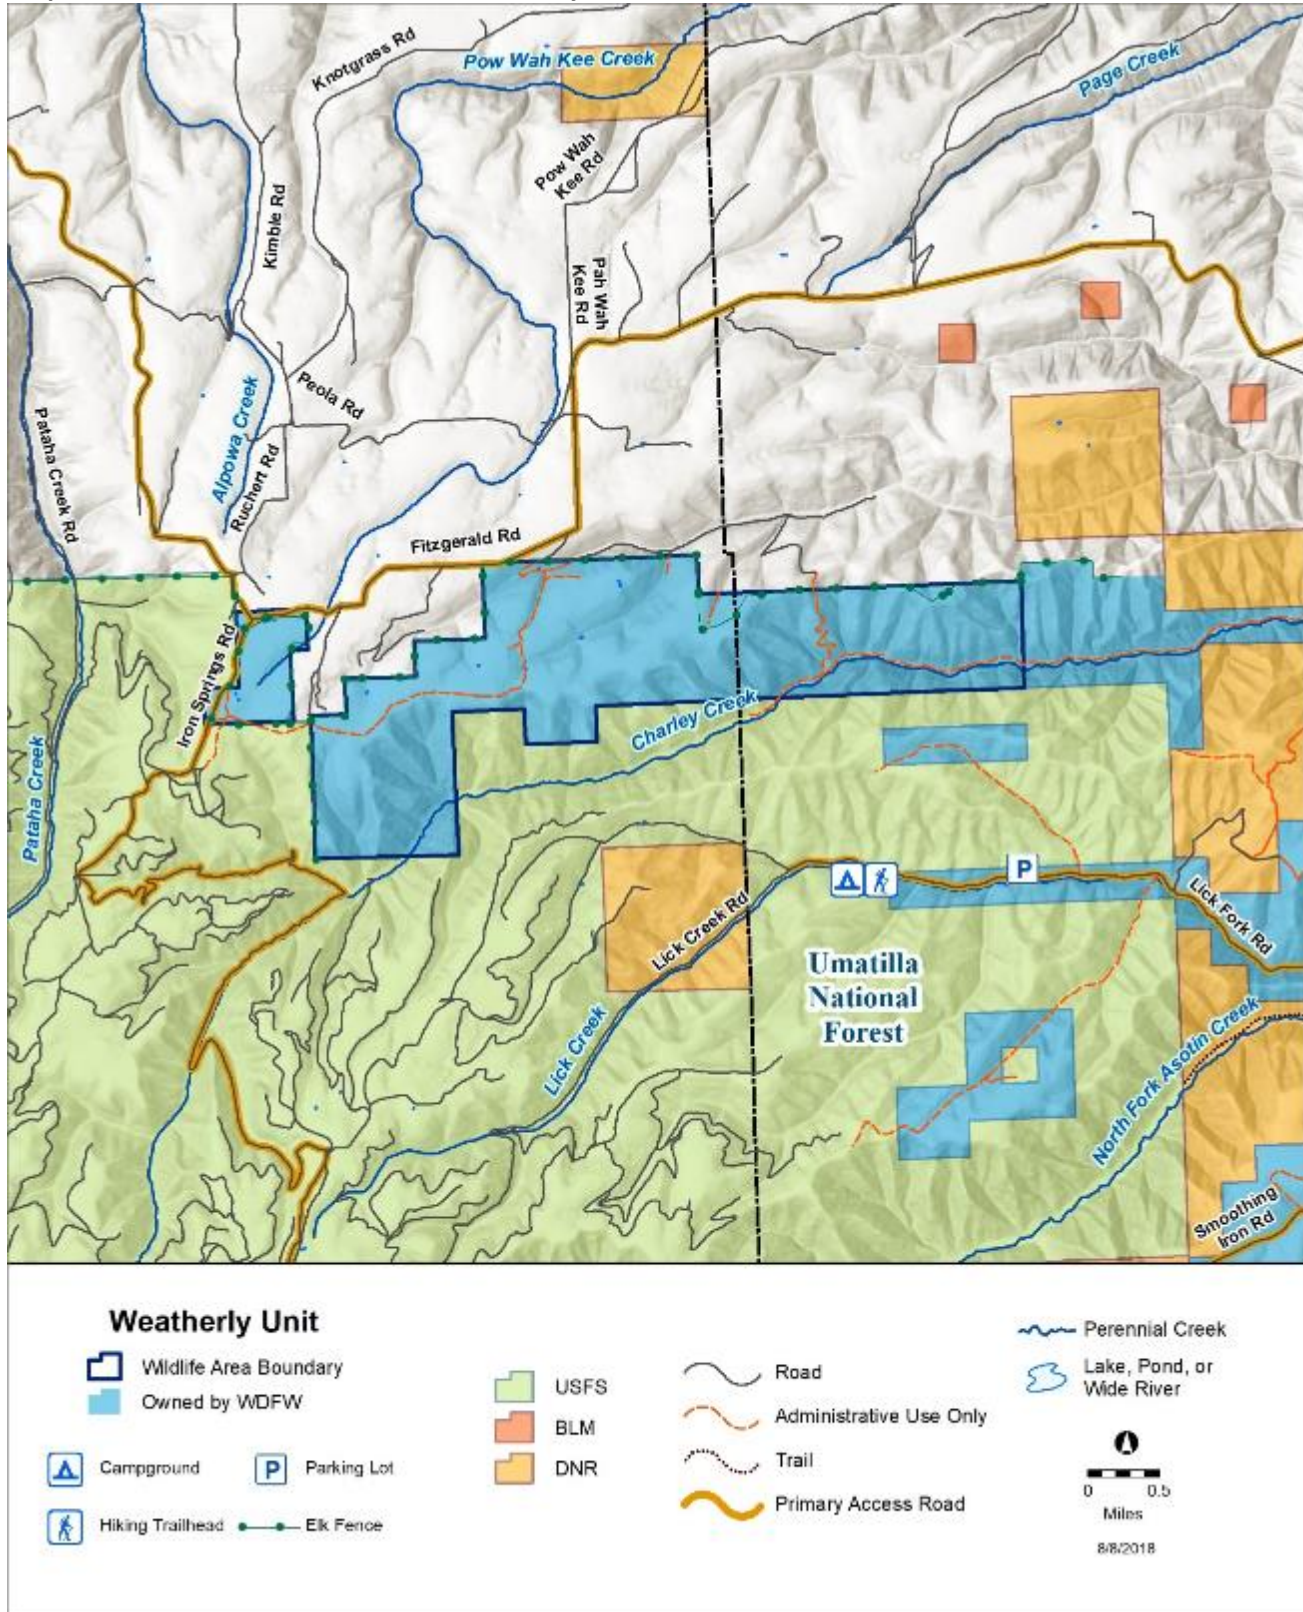 Knotgrass Rd
Pow Wah Kee Creek
Page Creek
Pow Wah
Kee Rd
Kimble Rd
Pah Wah
Kee Rd
Peola Rd
Alpowa Creek
Ruchert Rd
Pataha Creek Rd
Fitzgerald Rd
Iron Springs Rd
Charley Creek
Pataha Creek
P
Lick Creek Rd
Lick Fork Rd
Umatilla
National
Forest
Lick Creek
North Fork Asotin Creek
Smoothing
Iron Rd
Weatherly Unit
Wildlife Area Boundary
Owned by WDFW
Campground
P Parking Lot
Hiking Trailhead
Elk Fence
USFS
BLM
DNR
Road
Administrative Use Only
Trail
Primary Access Road
Perennial Creek
Lake, Pond, or
Wide River
0 0.5
Miles
8/8/2018